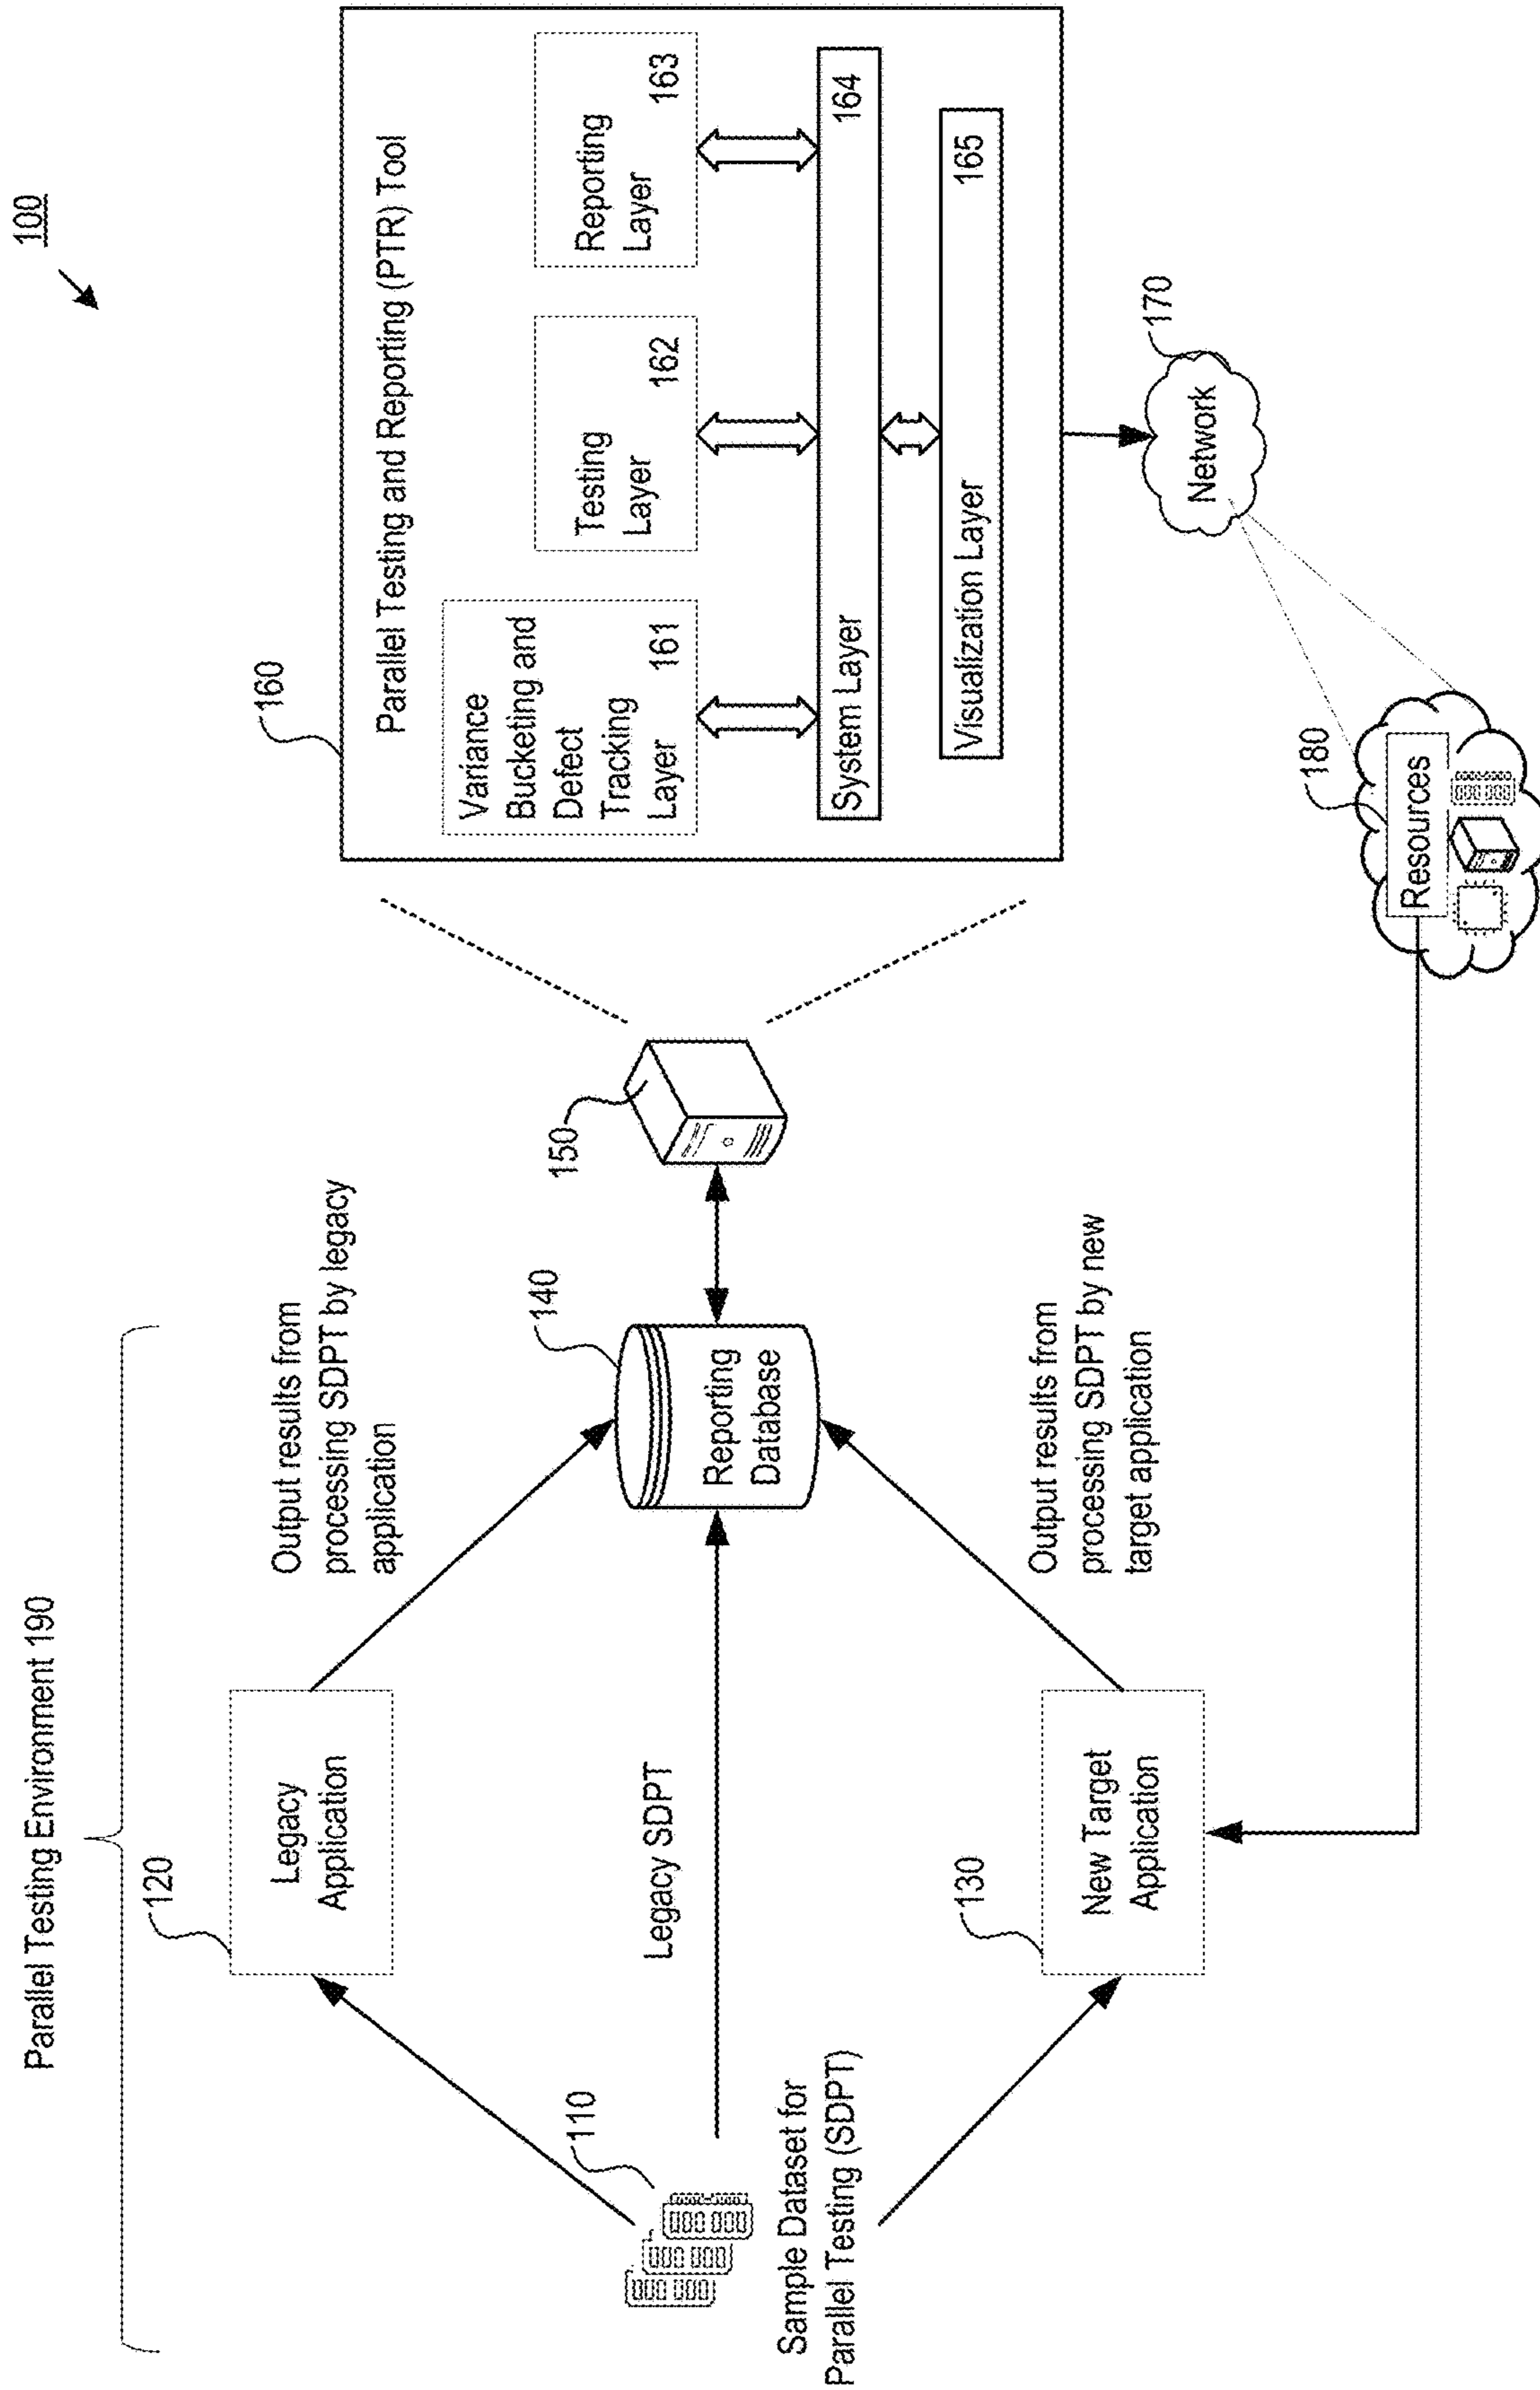 100
Parallel Testing Environment 190
110
Sample Dataset for
Parallel Testing (SDPT)
120
Legacy
Application
Legacy SDPT
130
New Target
Application
Output results from
processing SDPT by legacy
application
140
Reporting
Database
Output results from
processing SDPT by new
target application
150
160
Parallel Testing and Reporting (PTR) Tool
Variance
Bucketing and
Defect
Tracking
Layer 161
Testing
Layer 162
Reporting
Layer 163
System Layer 164
Visualization Layer 165
Network
170
180
Resources